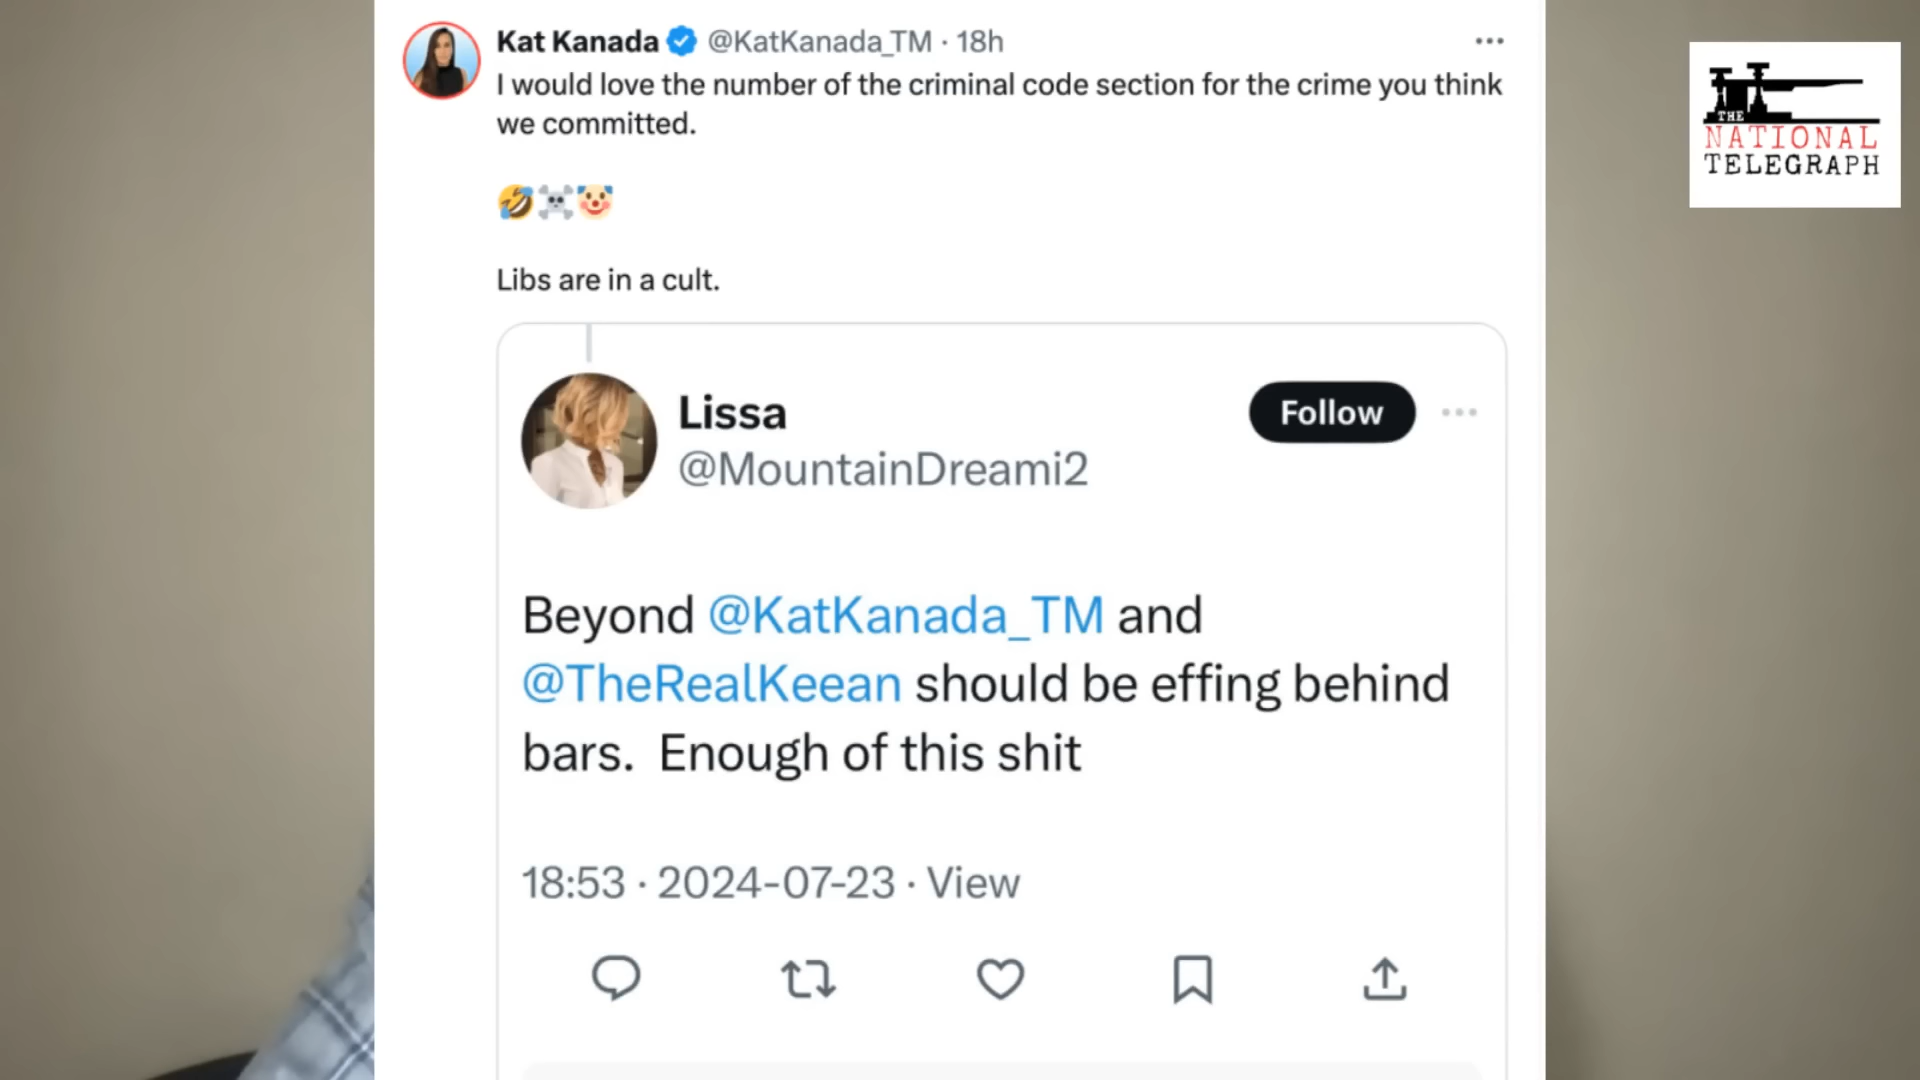 Kat Kanada @KatKanada_TM · 18h
I would love the number of the criminal code section for the crime you think
we committed.
🤣☠️🤡
Libs are in a cult.
Lissa
Follow
@MountainDreami2
Beyond @KatKanada_TM and
@TheRealKeean should be effing behind
bars.  Enough of this shit
18:53 · 2024-07-23 · View
THE
NATIONAL
TELEGRAPH